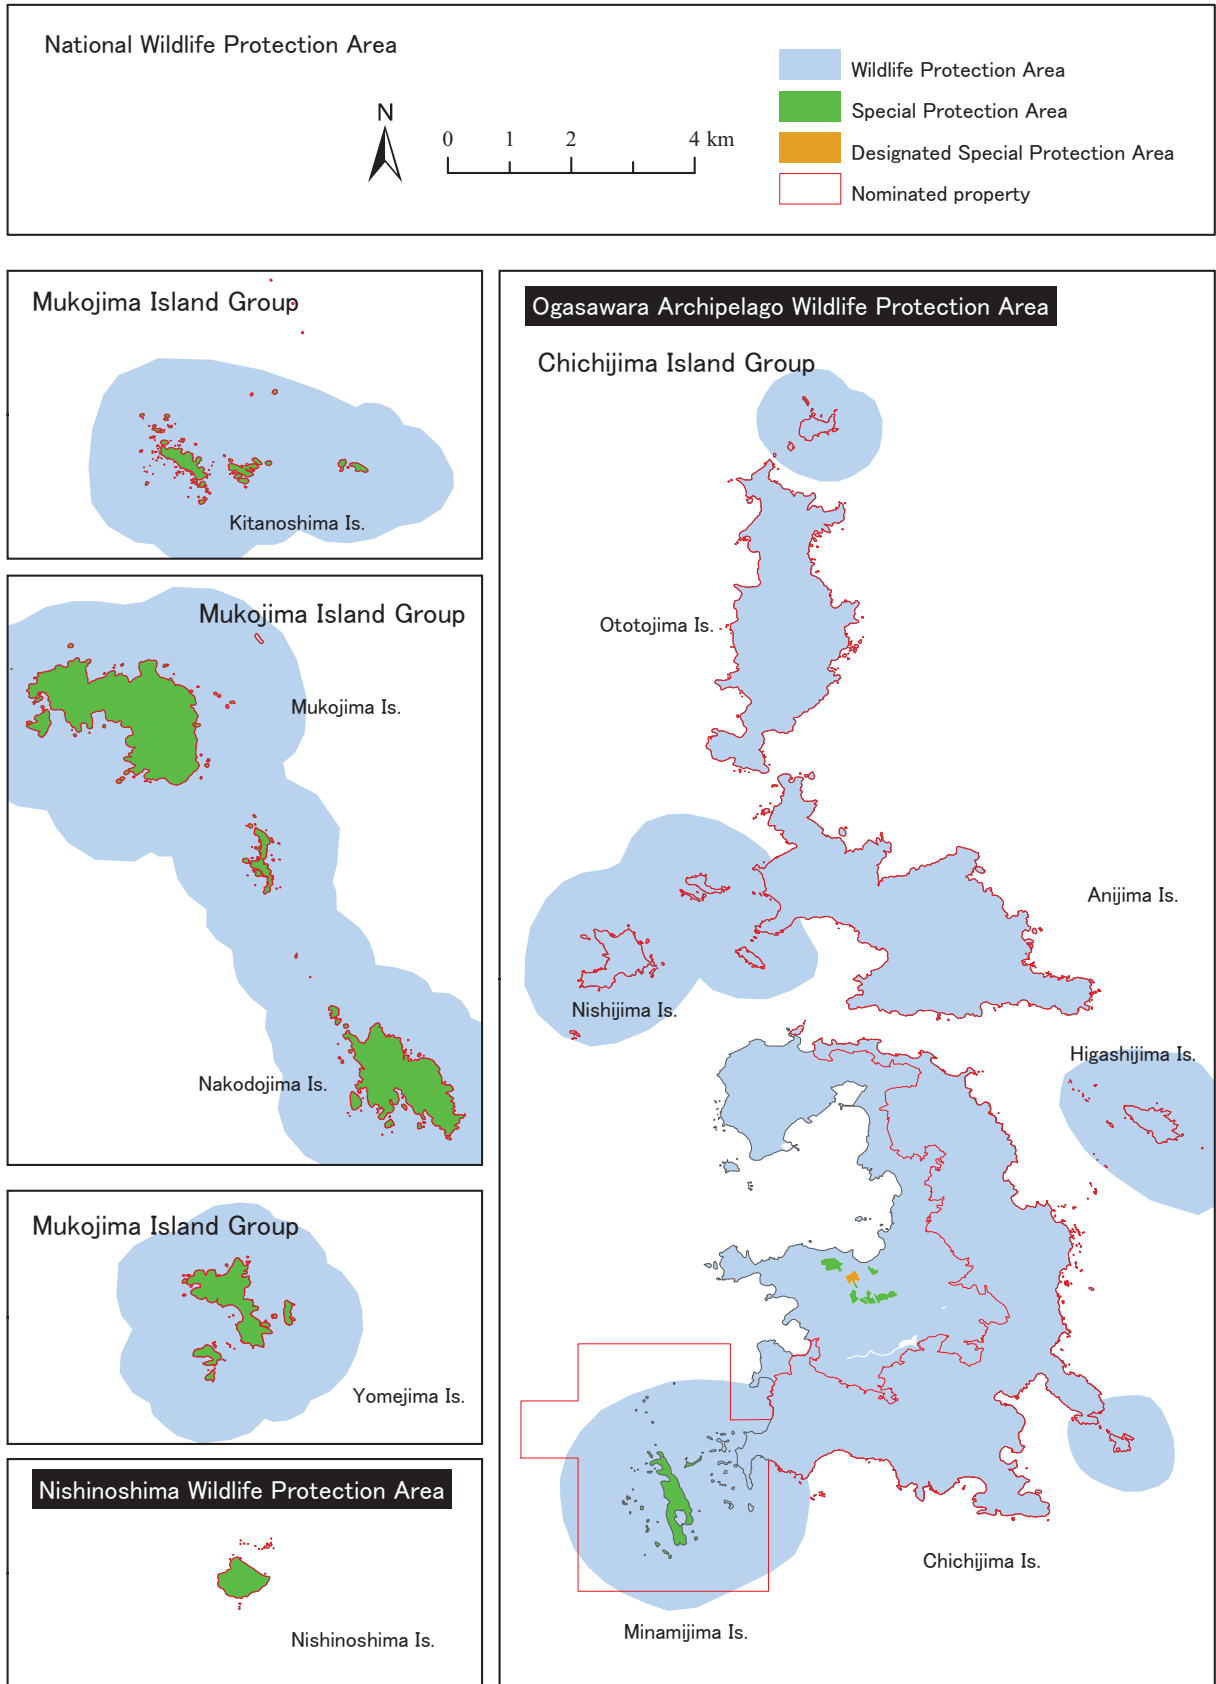 National Wildlife Protection Area
N
0 1 2 4 km
Wildlife Protection Area
Special Protection Area
Designated Special Protection Area
Nominated property
Mukojima Island Group
Kitanoshima Is.
Mukojima Island Group
Mukojima Is.
Nakodojima Is.
Mukojima Island Group
Yomejima Is.
Nishinoshima Wildlife Protection Area
Nishinoshima Is.
Ogasawara Archipelago Wildlife Protection Area
Chichijima Island Group
Ototojima Is.
Anijima Is.
Nishijima Is.
Higashijima Is.
Chichijima Is.
Minamijima Is.